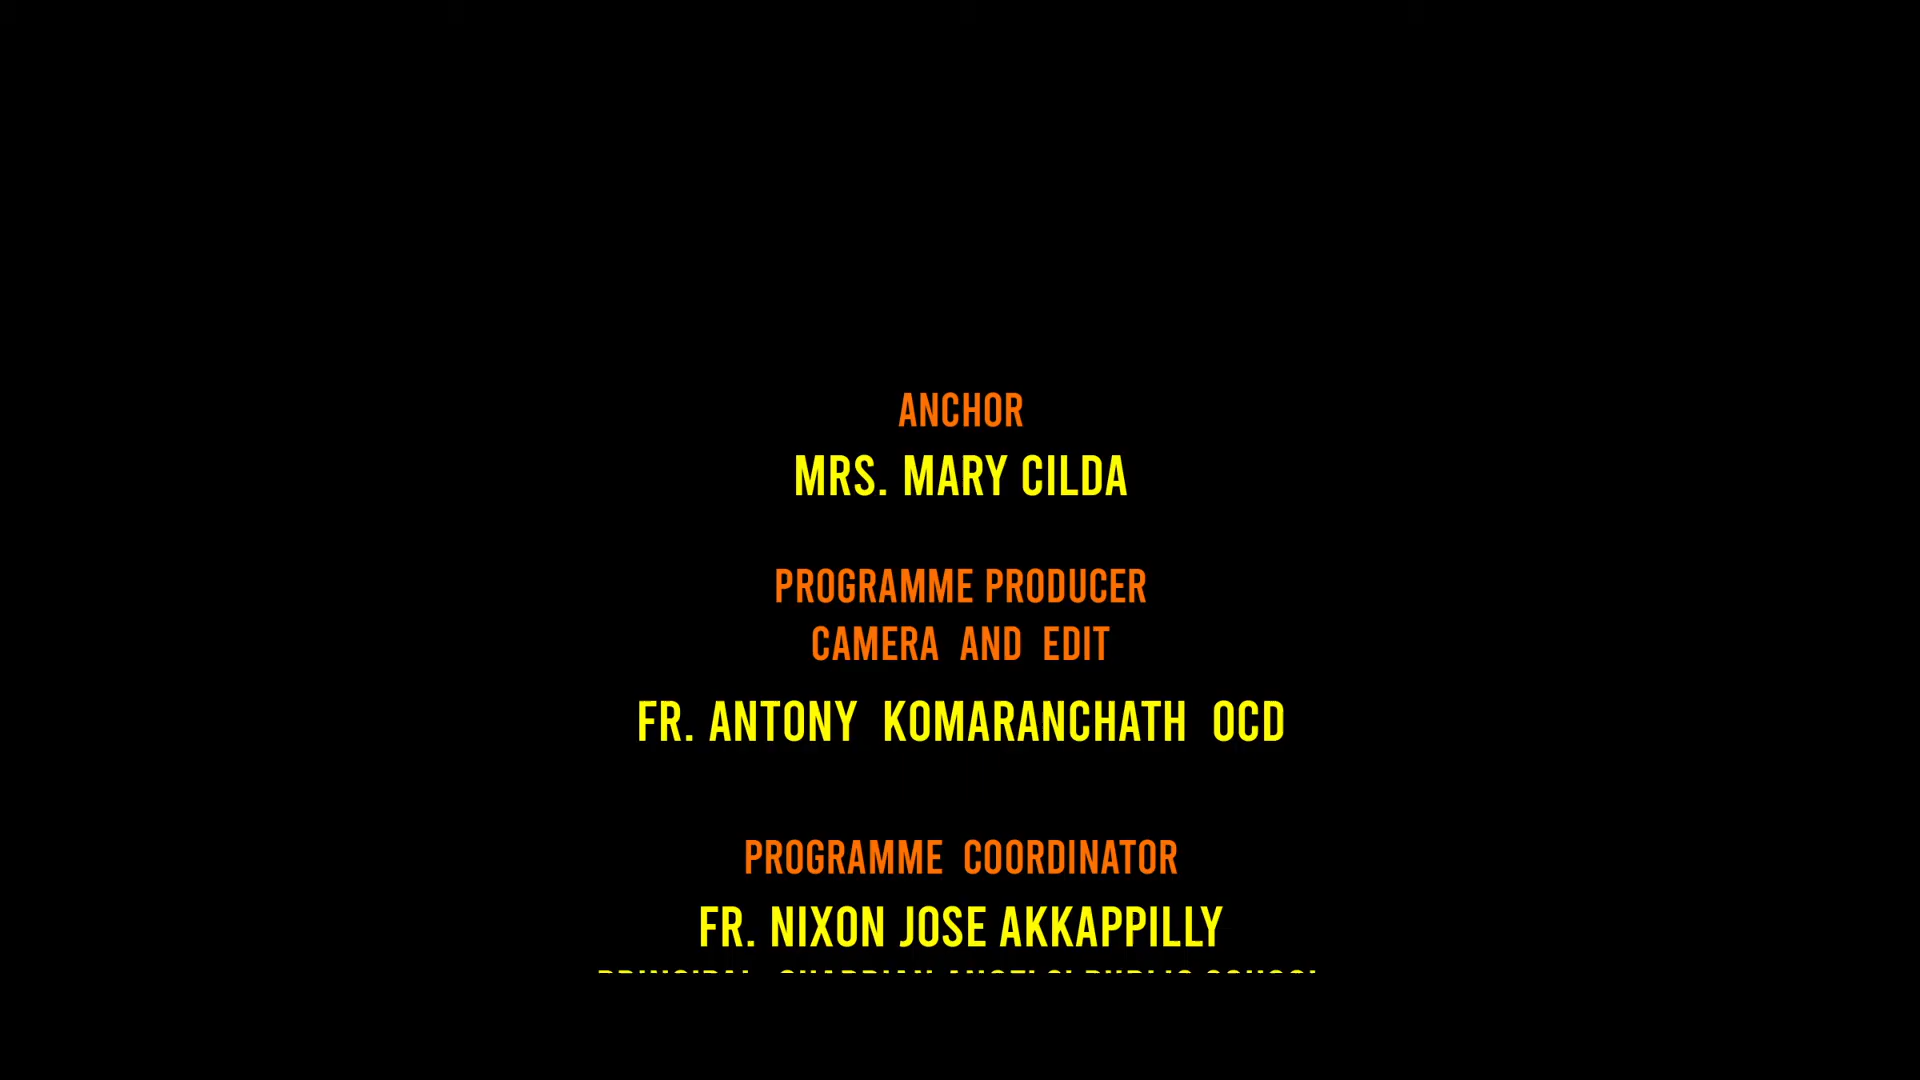 ANCHOR
MRS. MARY CILDA
PROGRAMME PRODUCER
CAMERA AND EDIT
FR. ANTONY KOMARANCHATH OCD
PROGRAMME COORDINATOR
FR. NIXON JOSE AKKAPPILLY